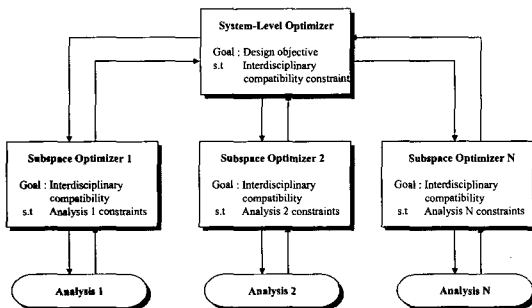 System-Level Optimizer
Goal : Design objective
s.t Interdisciplinary
compatibility constraint
Subspace Optimizer 1
Goal : Interdisciplinary
compatibility
s.t Analysis 1 constraints
Subspace Optimizer 2
Goal : Interdisciplinary
compatibility
s.t Analysis 2 constraints
Subspace Optimizer N
Goal : Interdisciplinary
compatibility
s.t Analysis N constraints
Analysis 1
Analysis 2
Analysis N